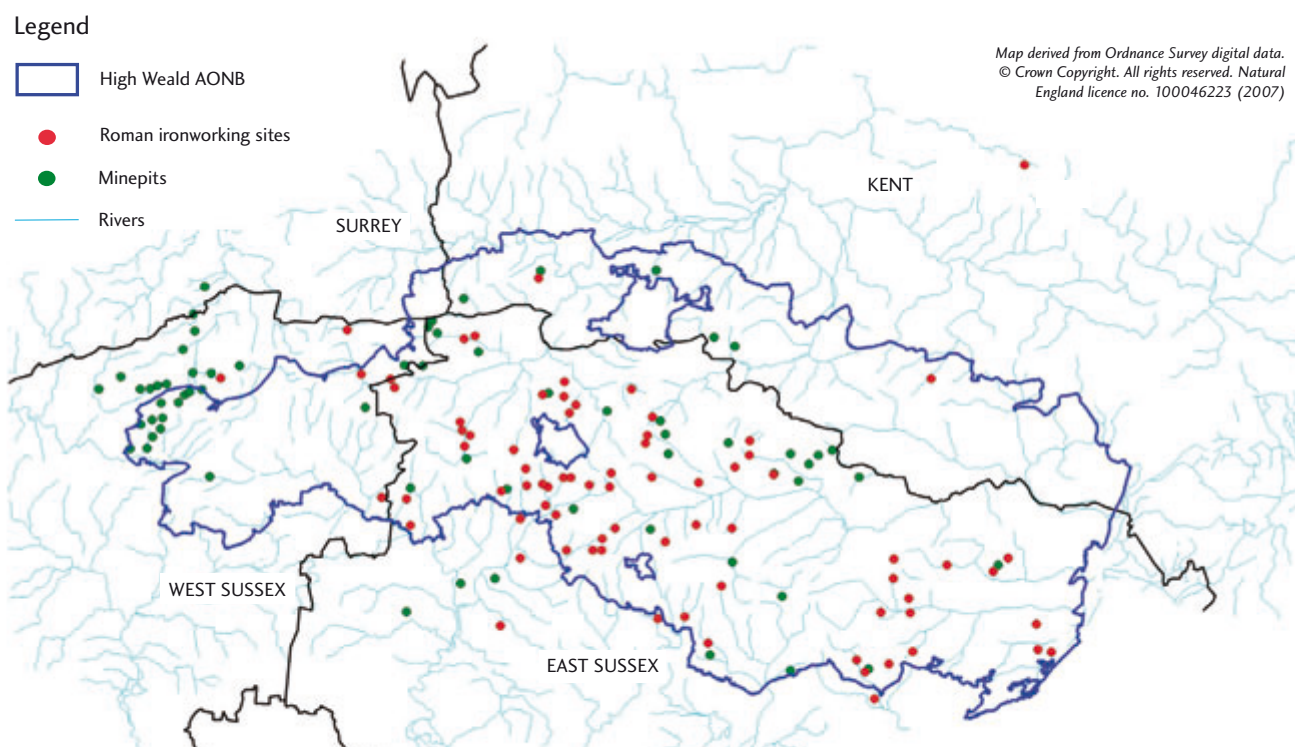 Legend
High Weald AONB
Roman ironworking sites
Minepits
Rivers
Map derived from Ordnance Survey digital data.
© Crown Copyright. All rights reserved. Natural
England licence no. 100046223 (2007)
KENT
SURREY
WEST SUSSEX
EAST SUSSEX